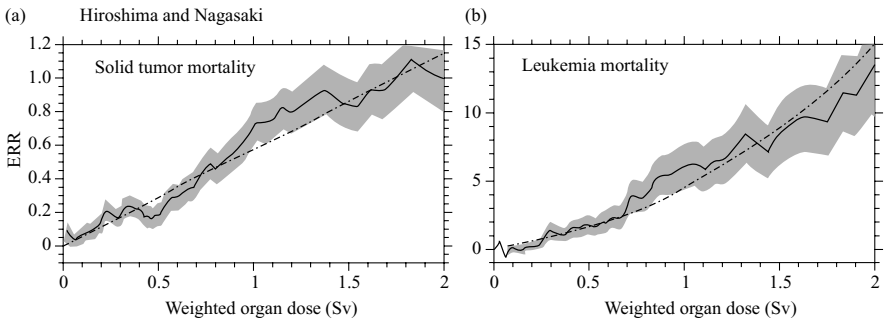 (a) Hiroshima and Nagasaki (b)
1.2
1.0
0.8
0.6
0.4
0.2
0
ERR
Solid tumor mortality
0 0.5 1 1.5 2
Weighted organ dose (Sv)
15
10
5
0
Leukemia mortality
0 0.5 1 1.5 2
Weighted organ dose (Sv)